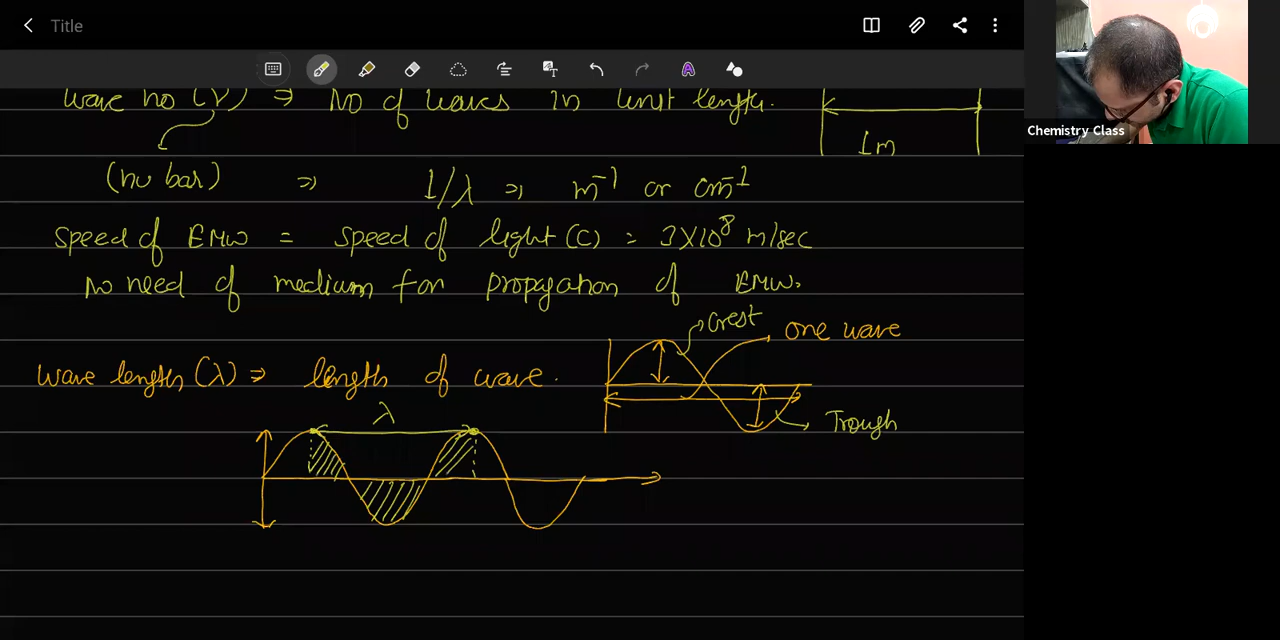 Title
wave no (ν) ⇒ No of waves in unit length.
1m
Chemistry Class
(nu bar) ⇒ 1/λ ⇒ m⁻¹ or cm⁻¹
Speed of EMW = speed of light (C) = 3×10⁸ m/sec
No need of medium for propagation of EMW.
Crest
one wave
wave length (λ) ⇒ length of wave.
λ
Trough